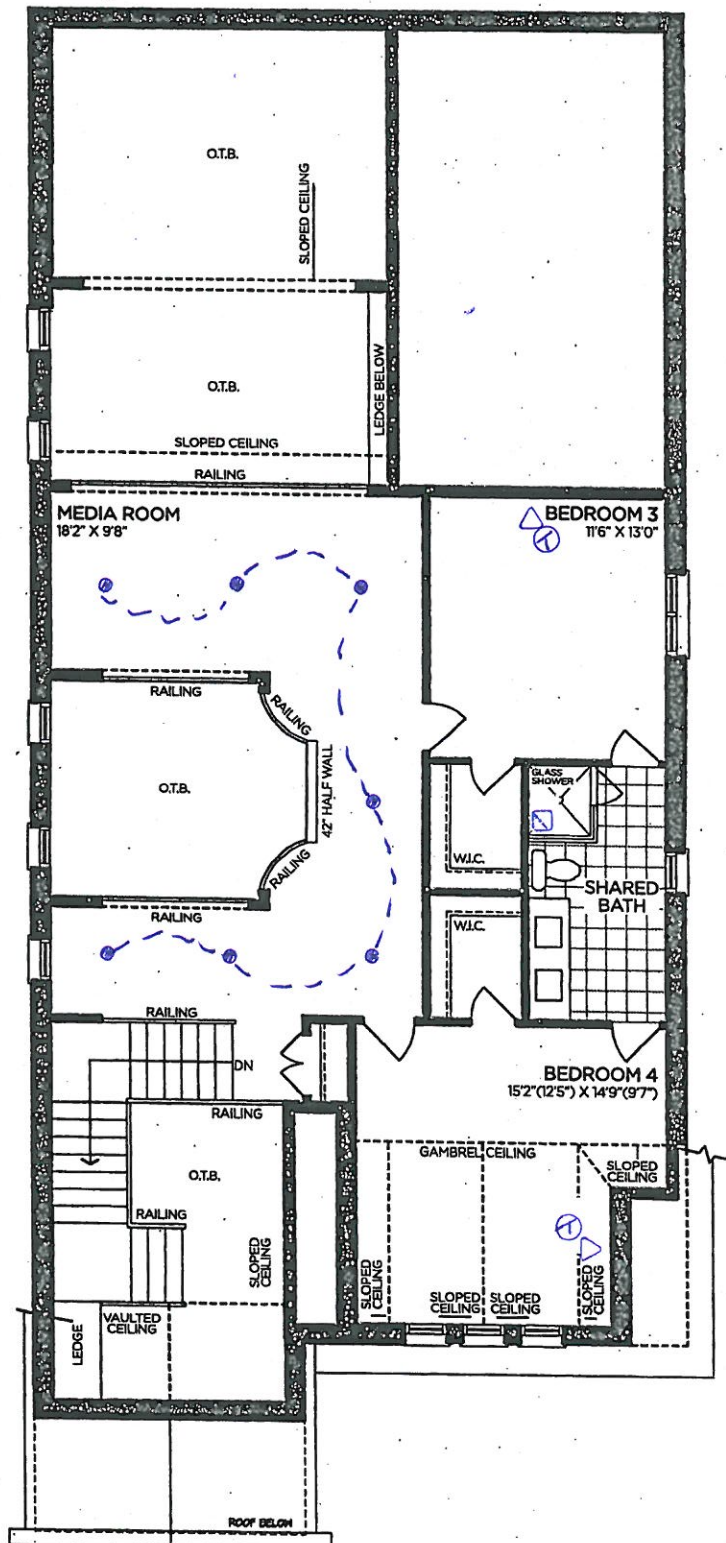 O.T.B.
SLOPED CEILING
O.T.B.
LEDGE BELOW
SLOPED CEILING
RAILING
MEDIA ROOM
18'2" X 9'8"
BEDROOM 3
11'6" X 13'0"
T
RAILING
RAILING
O.T.B.
42" HALF WALL
RAILING
RAILING
GLASS
SHOWER
W.I.C.
SHARED
BATH
W.I.C.
RAILING
DN
RAILING
BEDROOM 4
15'2"(12'5") X 14'9"(9'7")
GAMBREL CEILING
SLOPED
CEILING
O.T.B.
RAILING
SLOPED
CEILING
T
SLOPED
CEILING
SLOPED
CEILING
SLOPED
CEILING
SLOPED
CEILING
VAULTED
CEILING
LEDGE
ROOF BELOW